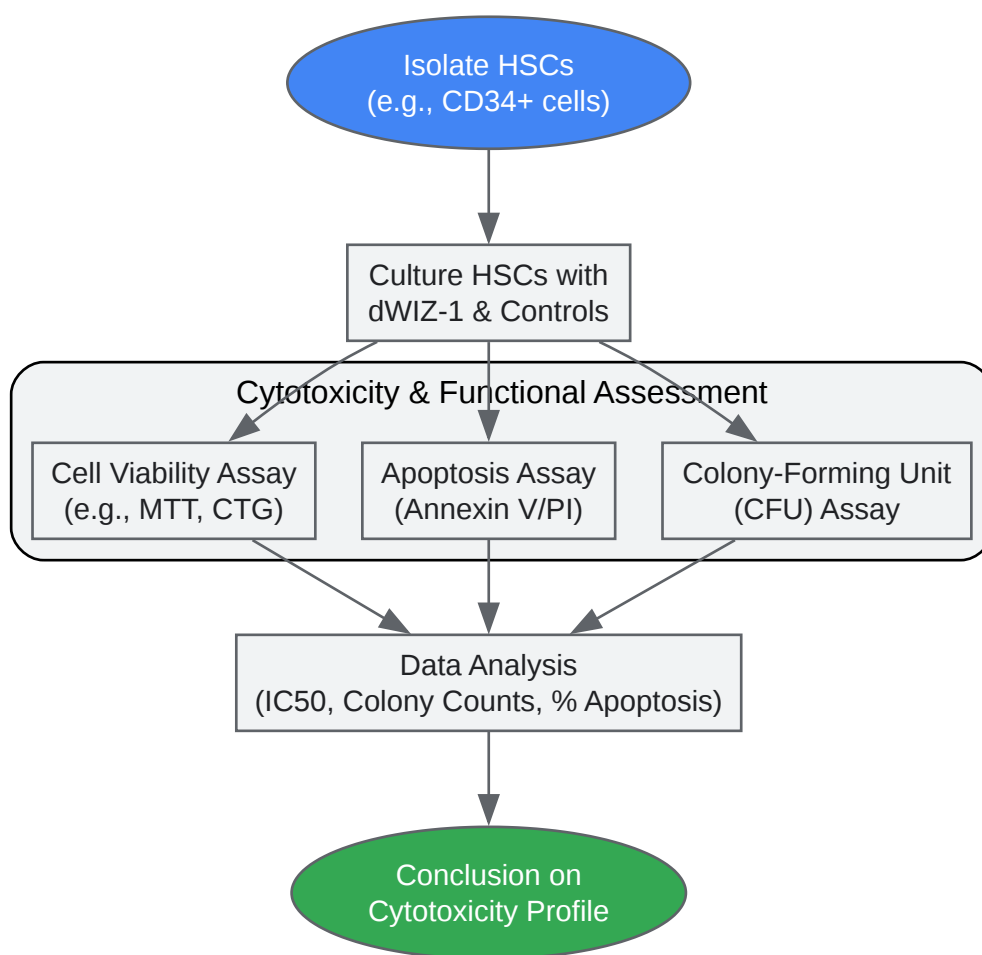 Isolate HSCs
(e.g., CD34+ cells)
Culture HSCs with
dWIZ-1 & Controls
Cytotoxicity & Functional Assessment
Cell Viability Assay
(e.g., MTT, CTG)
Apoptosis Assay
(Annexin V/PI)
Colony-Forming Unit
(CFU) Assay
Data Analysis
(IC50, Colony Counts, % Apoptosis)
Conclusion on
Cytotoxicity Profile